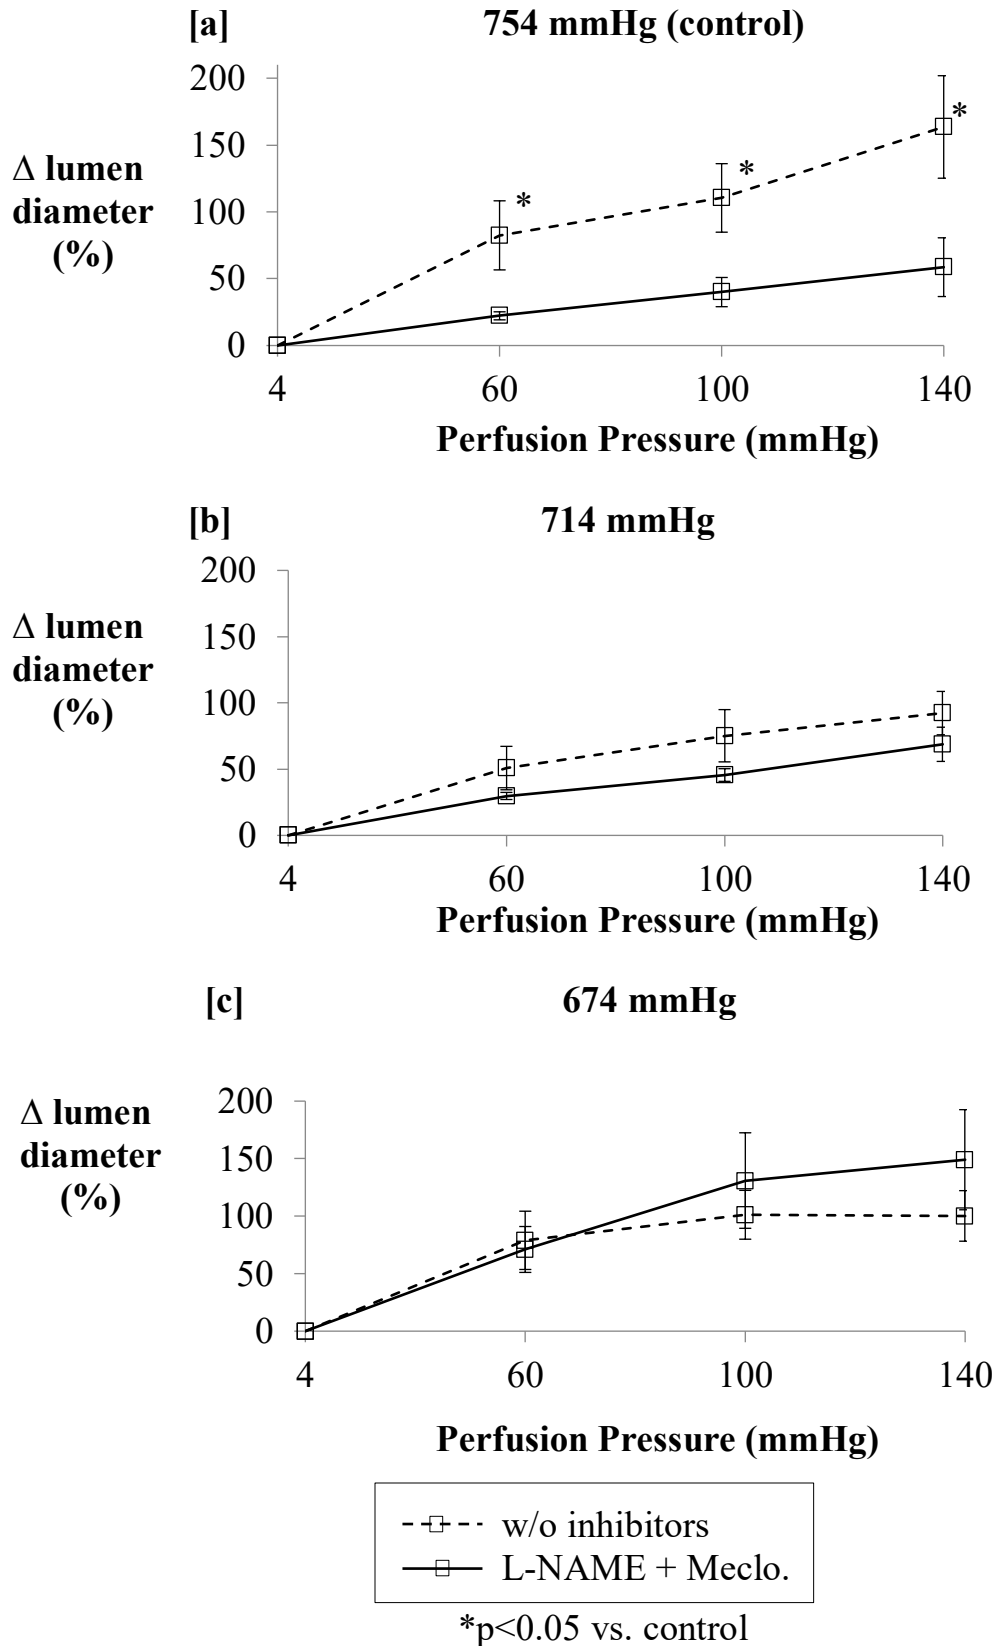 [a] 754 mmHg (control)
Δ lumen
diameter
(%)
200
150
100
50
0
4 60 100 140
*
*
*
Perfusion Pressure (mmHg)
[b] 714 mmHg
Δ lumen
diameter
(%)
200
150
100
50
0
4 60 100 140
Perfusion Pressure (mmHg)
[c] 674 mmHg
Δ lumen
diameter
(%)
200
150
100
50
0
4 60 100 140
Perfusion Pressure (mmHg)
w/o inhibitors
L-NAME + Meclo.
*p<0.05 vs. control